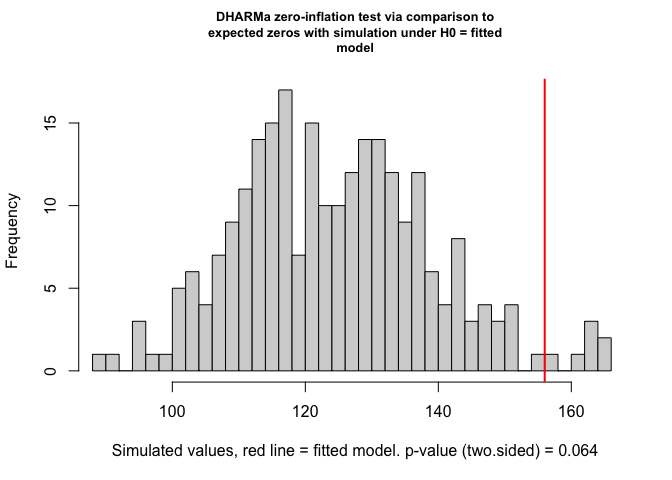 DHARMa zero-inflation test via comparison to
expected zeros with simulation under H0 = fitted
model
Frequency
15
10
5
0
100 120 140 160
Simulated values, red line = fitted model. p-value (two.sided) = 0.064